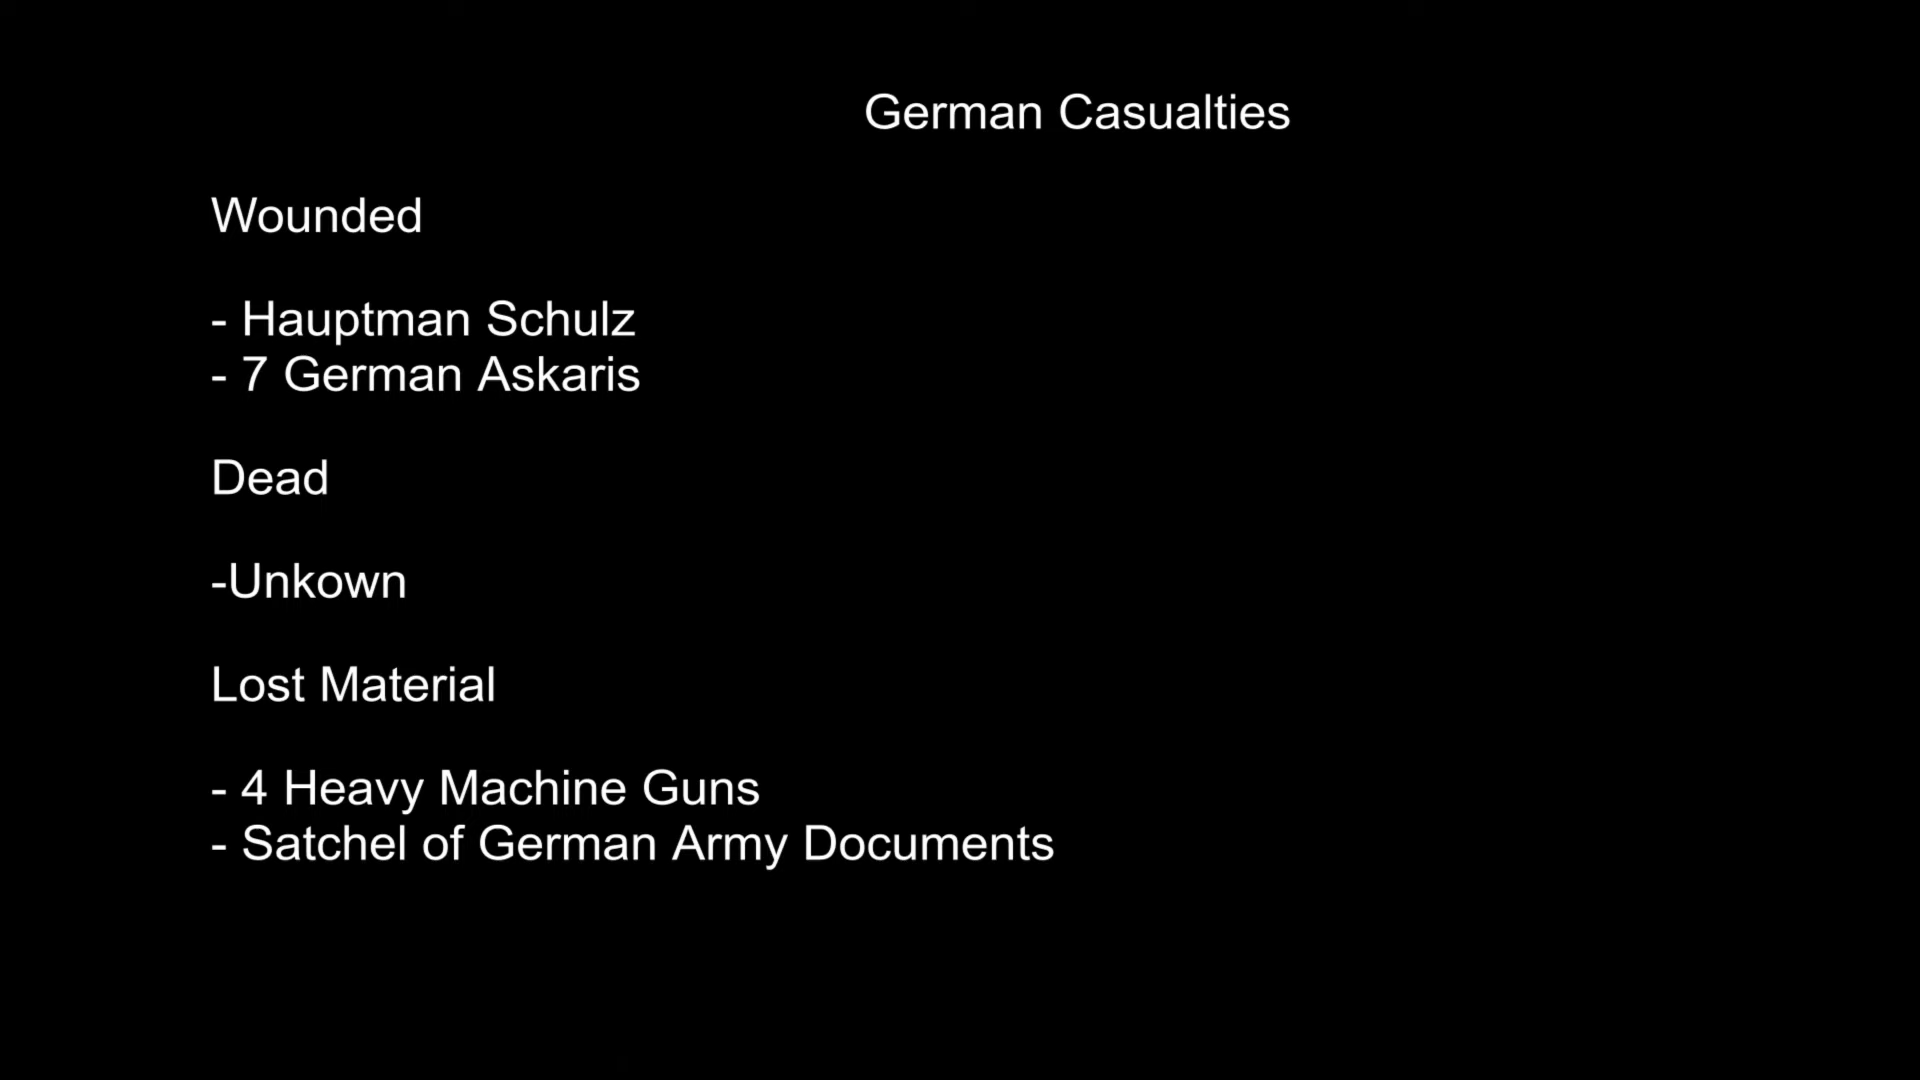 German Casualties
Wounded
- Hauptman Schulz
- 7 German Askaris
Dead
-Unkown
Lost Material
- 4 Heavy Machine Guns
- Satchel of German Army Documents